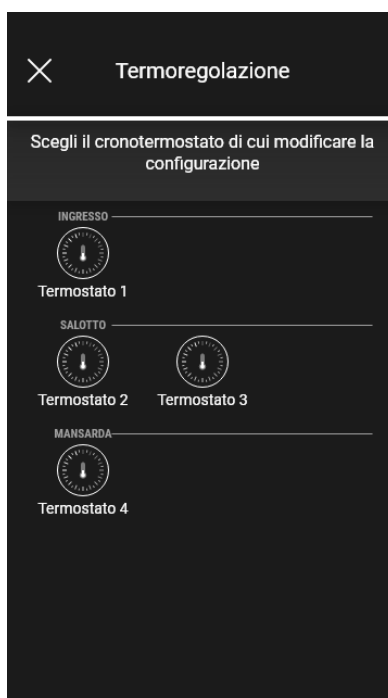 Termoregolazione
Scegli il cronotermostato di cui modificare la
configurazione
INGRESSO
Termostato 1
SALOTTO
Termostato 2 Termostato 3
MANSARDA
Termostato 4